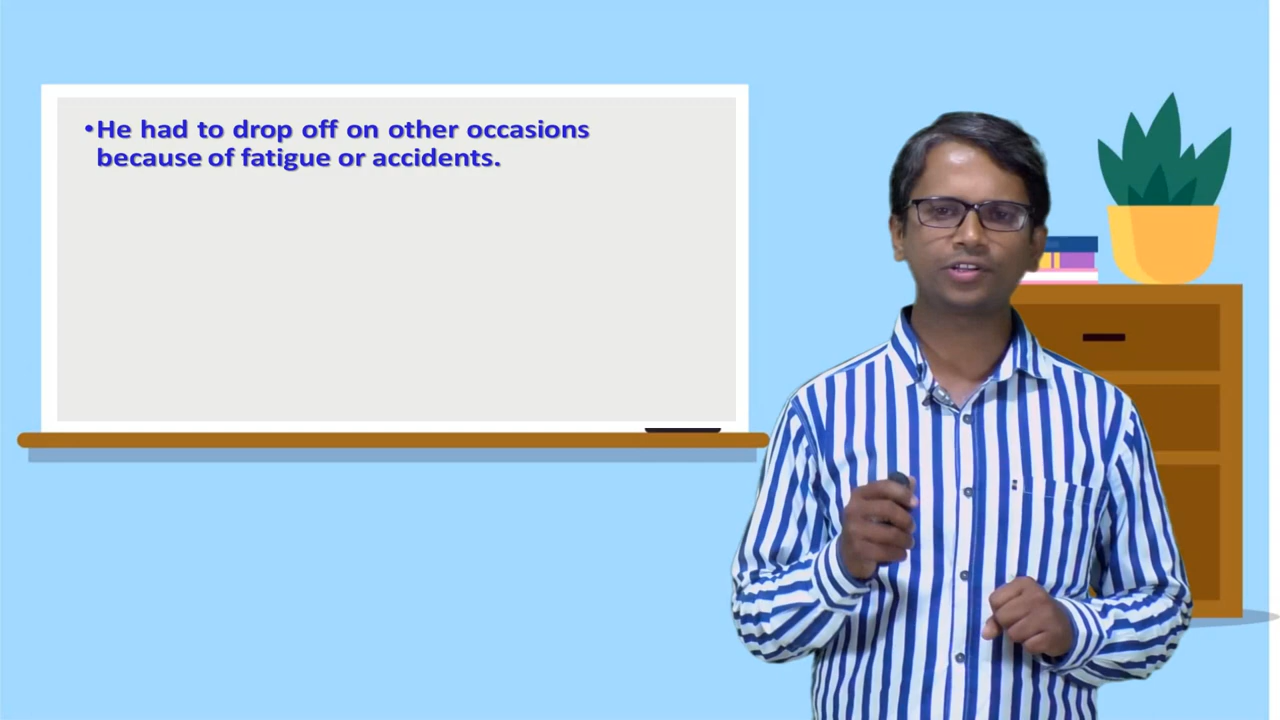 •He had to drop off on other occasions
because of fatigue or accidents.